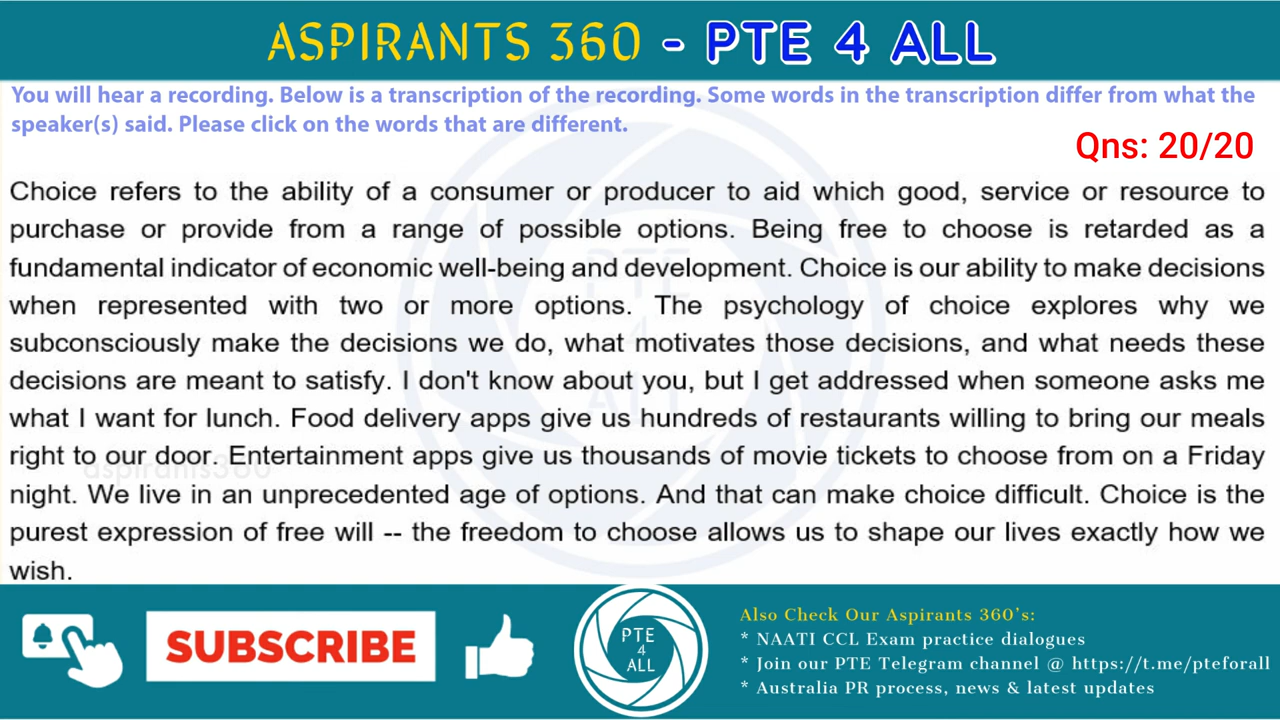 ASPIRANTS 360 - PTE 4 ALL
You will hear a recording. Below is a transcription of the recording. Some words in the transcription differ from what the
speaker(s) said. Please click on the words that are different.
Qns: 20/20
Choice refers to the ability of a consumer or producer to aid which good, service or resource to
purchase or provide from a range of possible options. Being free to choose is retarded as a
fundamental indicator of economic well-being and development. Choice is our ability to make decisions
when represented with two or more options. The psychology of choice explores why we
subconsciously make the decisions we do, what motivates those decisions, and what needs these
decisions are meant to satisfy. I don't know about you, but I get addressed when someone asks me
what I want for lunch. Food delivery apps give us hundreds of restaurants willing to bring our meals
right to our door. Entertainment apps give us thousands of movie tickets to choose from on a Friday
night. We live in an unprecedented age of options. And that can make choice difficult. Choice is the
purest expression of free will -- the freedom to choose allows us to shape our lives exactly how we
wish.
aspirants360
PTE
4
ALL
SUBSCRIBE
PTE
4
ALL
Also Check Our Aspirants 360's:
* NAATI CCL Exam practice dialogues
* Join our PTE Telegram channel @ https://t.me/pteforall
* Australia PR process, news & latest updates